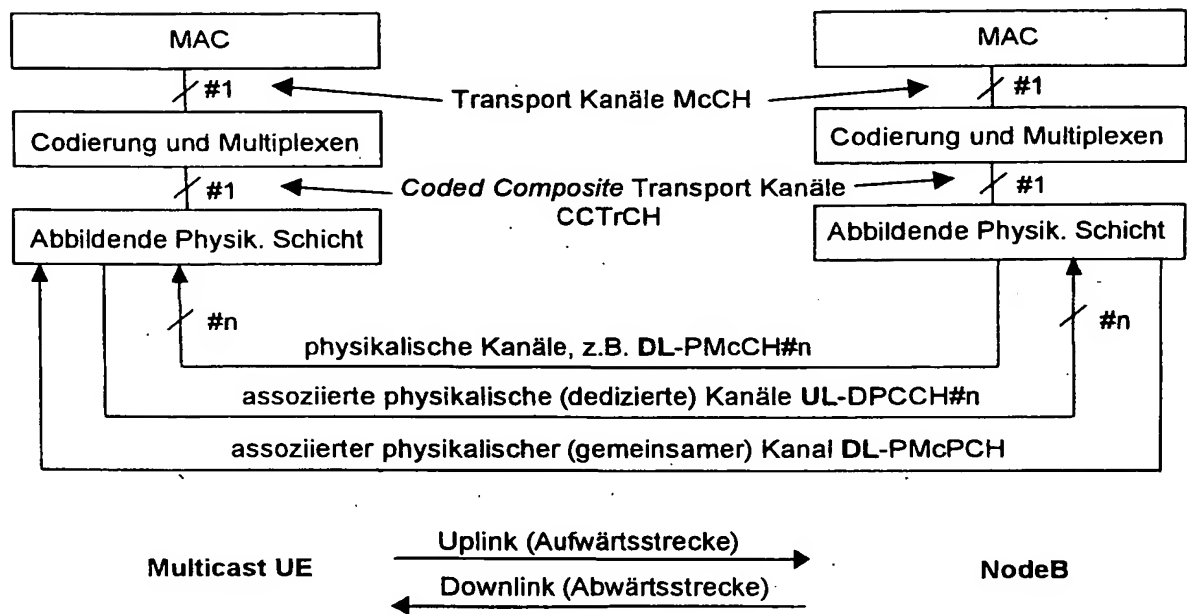 MAC
MAC
#1
#1
Transport Kanäle McCH
Codierung und Multiplexen
Codierung und Multiplexen
#1
#1
Coded Composite Transport Kanäle
CCTrCH
Abbildende Physik. Schicht
Abbildende Physik. Schicht
#n
#n
physikalische Kanäle, z.B. DL-PMcCH#n
assoziierte physikalische (dedizierte) Kanäle UL-DPCCH#n
assoziierter physikalischer (gemeinsamer) Kanal DL-PMcPCH
Uplink (Aufwärtsstrecke)
Multicast UE
NodeB
Downlink (Abwärtsstrecke)